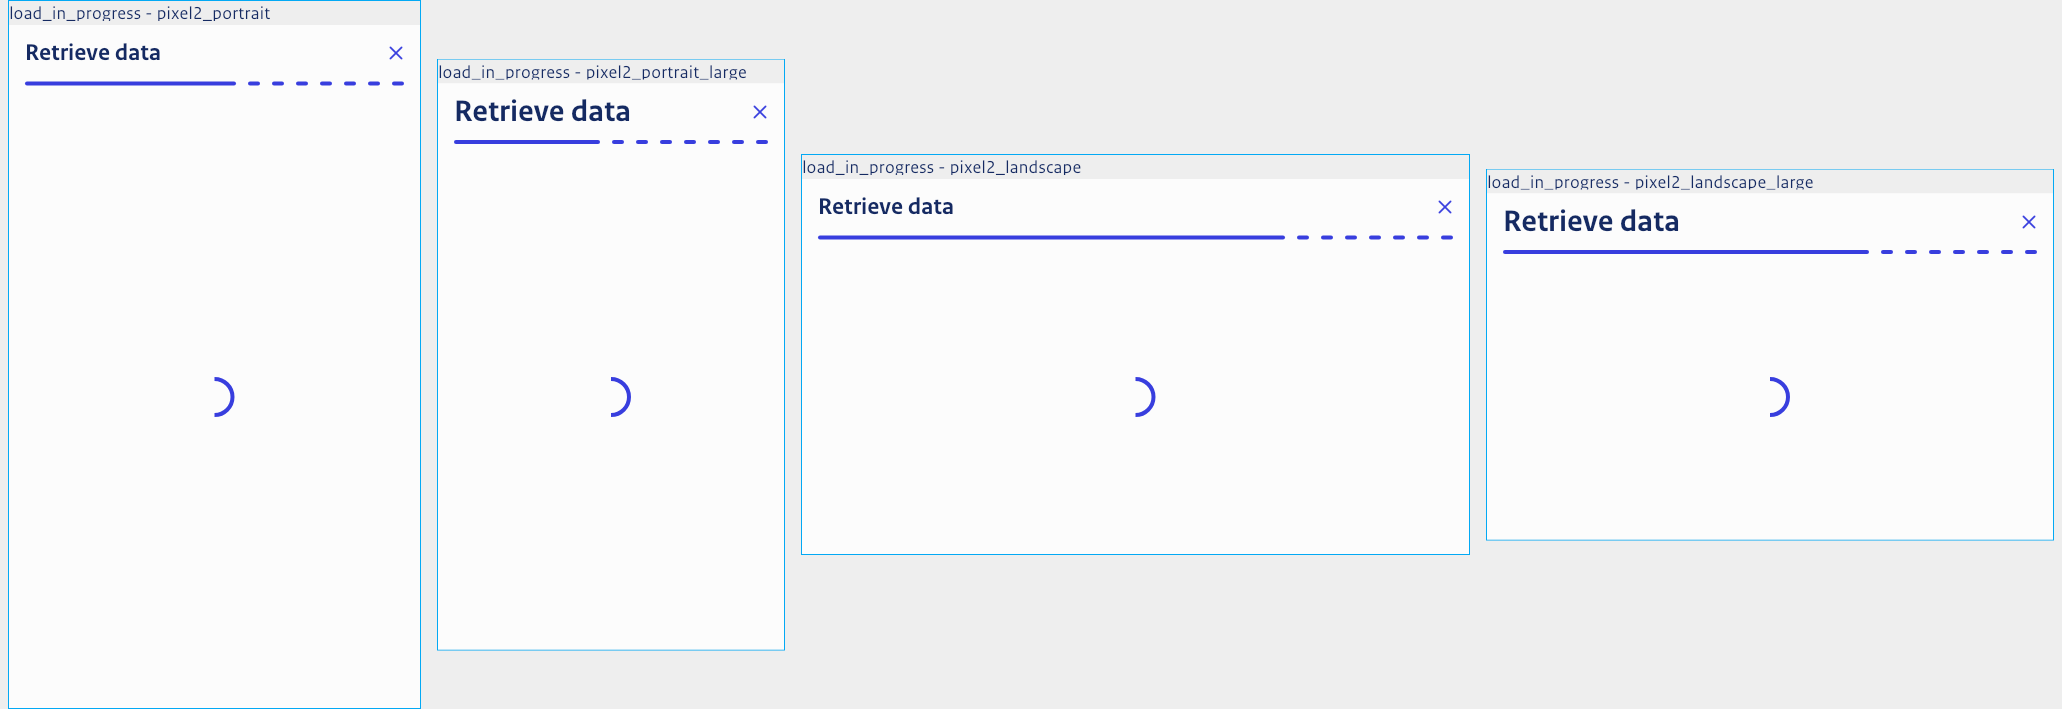 load_in_progress - pixel2_portrait
Retrieve data
load_in_progress - pixel2_portrait_large
Retrieve data
load_in_progress - pixel2_landscape
Retrieve data
load_in_progress - pixel2_landscape_large
Retrieve data